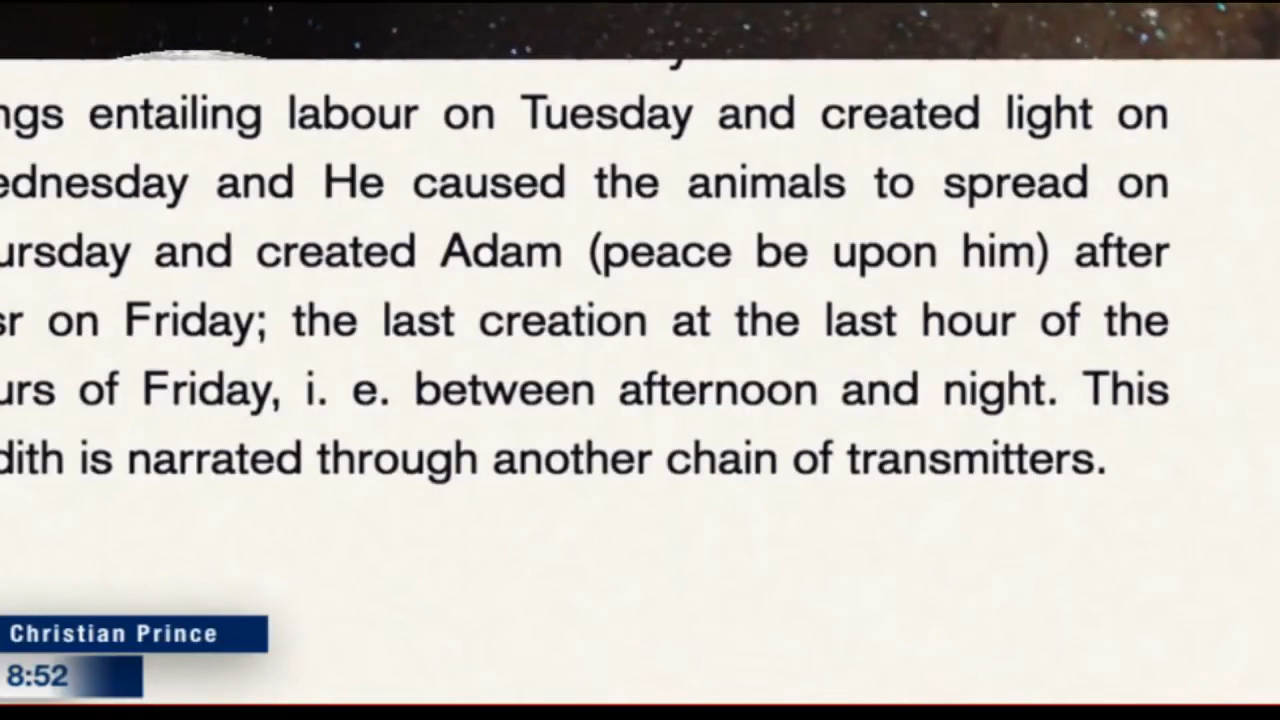 ngs entailing labour on Tuesday and created light on
ednesday and He caused the animals to spread on
ursday and created Adam (peace be upon him) after
sr on Friday; the last creation at the last hour of the
urs of Friday, i. e. between afternoon and night. This
dith is narrated through another chain of transmitters.
Christian Prince
8:52